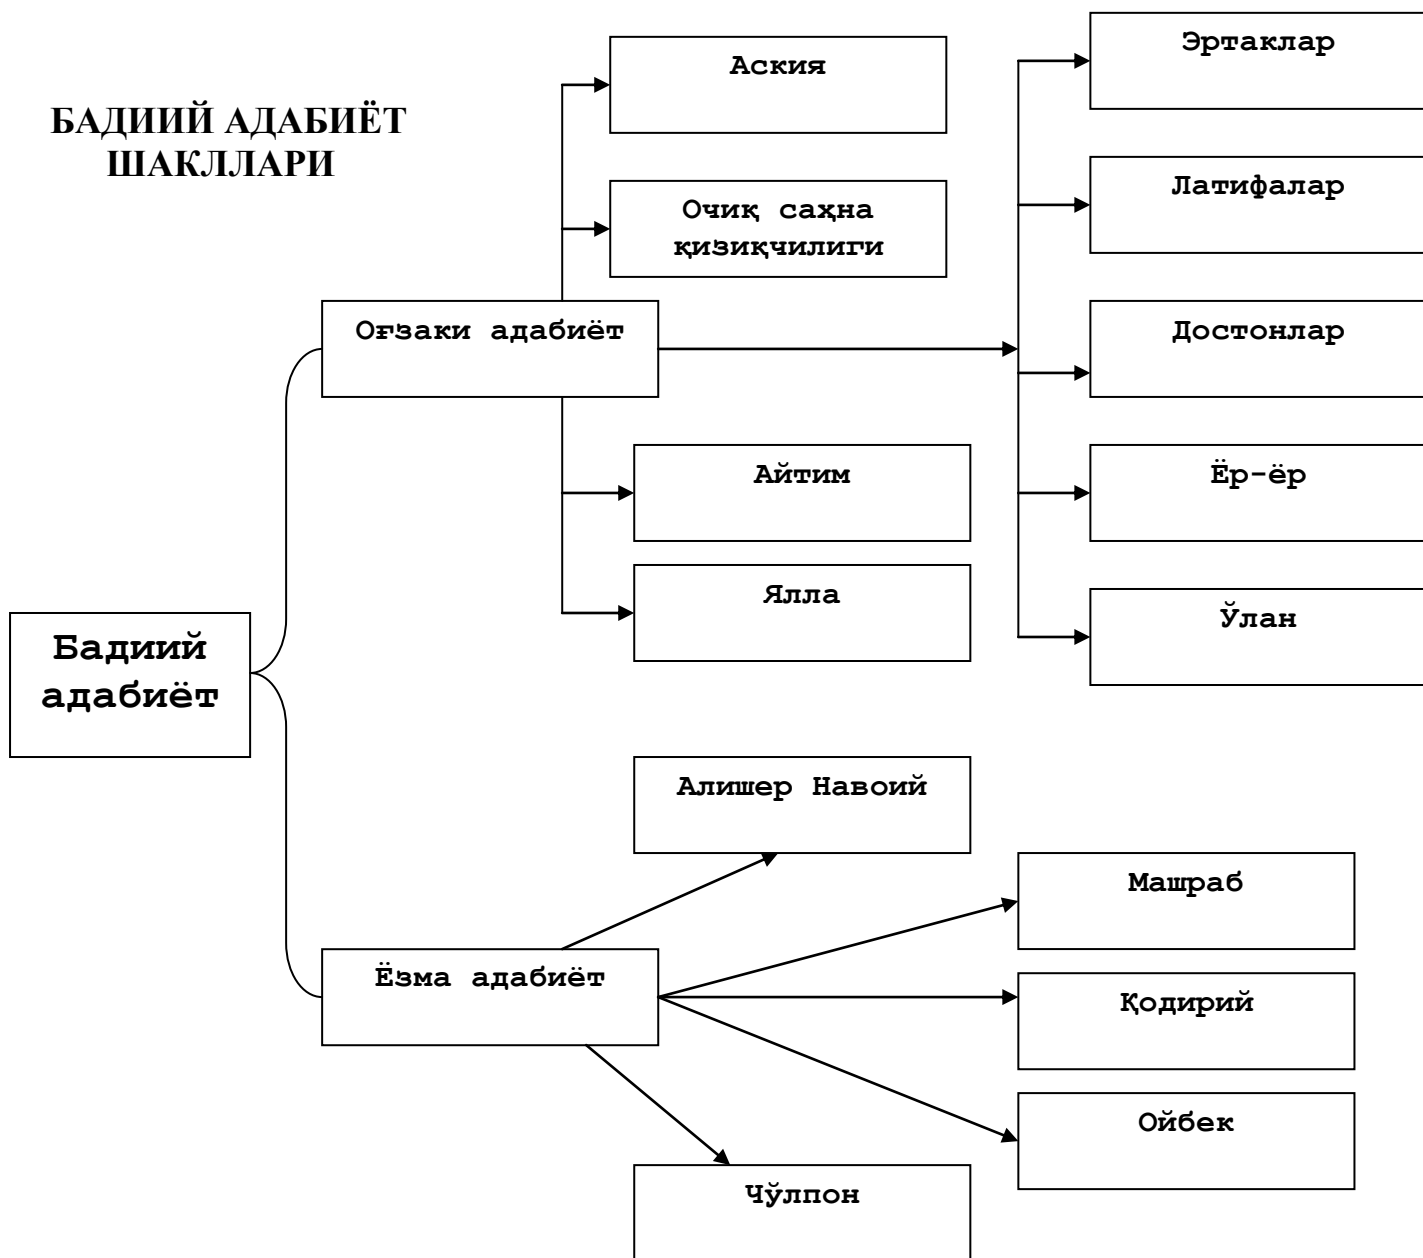 БАДИИЙ АДАБИЁТ
ШАКЛЛАРИ
Аския
Очиқ саҳна
қизиқчилиги
Оғзаки адабиёт
Айтим
Ялла
Эртаклар
Латифалар
Достонлар
Ёр-ёр
Ўлан
Бадиий
адабиёт
Алишер Навоий
Ёзма адабиёт
Чўлпон
Машраб
Қодирий
Ойбек